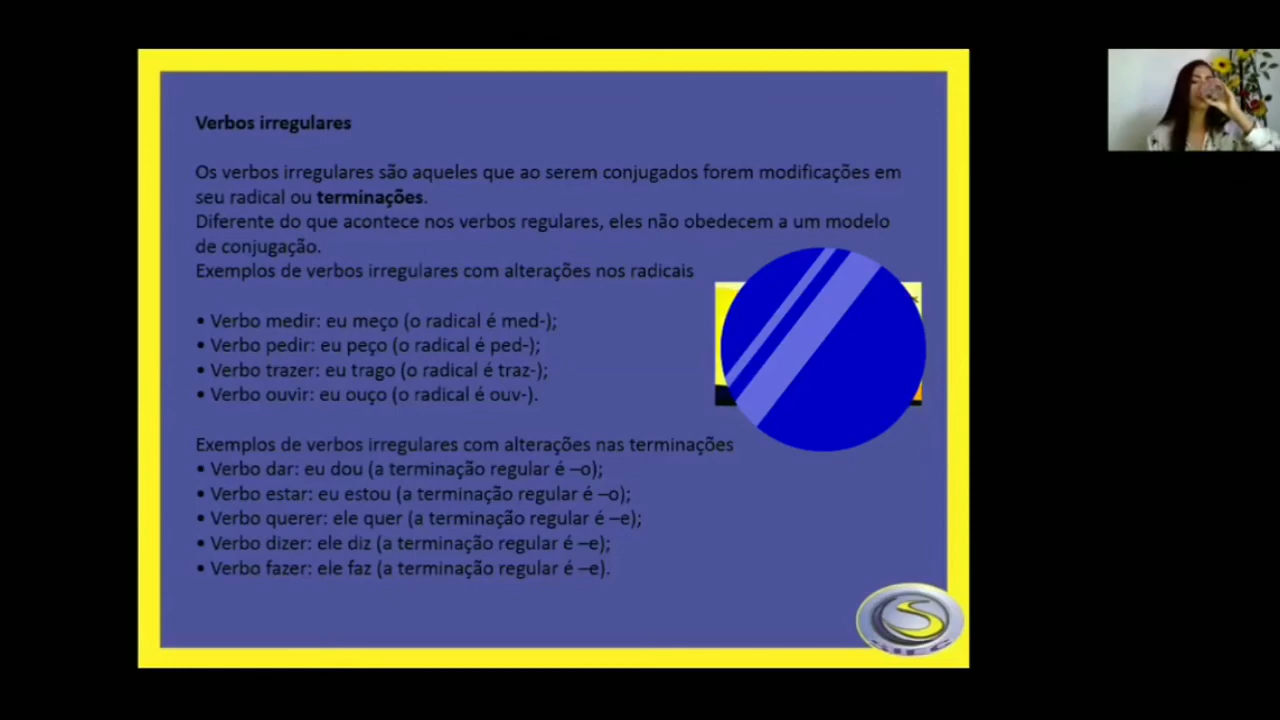 Verbos irregulares
Os verbos irregulares são aqueles que ao serem conjugados forem modificações em
seu radical ou terminações.
Diferente do que acontece nos verbos regulares, eles não obedecem a um modelo
de conjugação.
Exemplos de verbos irregulares com alterações nos radicais
• Verbo medir: eu meço (o radical é med-);
• Verbo pedir: eu peço (o radical é ped-);
• Verbo trazer: eu trago (o radical é traz-);
• Verbo ouvir: eu ouço (o radical é ouv-).
Exemplos de verbos irregulares com alterações nas terminações
• Verbo dar: eu dou (a terminação regular é –o);
• Verbo estar: eu estou (a terminação regular é –o);
• Verbo querer: ele quer (a terminação regular é –e);
• Verbo dizer: ele diz (a terminação regular é –e);
• Verbo fazer: ele faz (a terminação regular é –e).